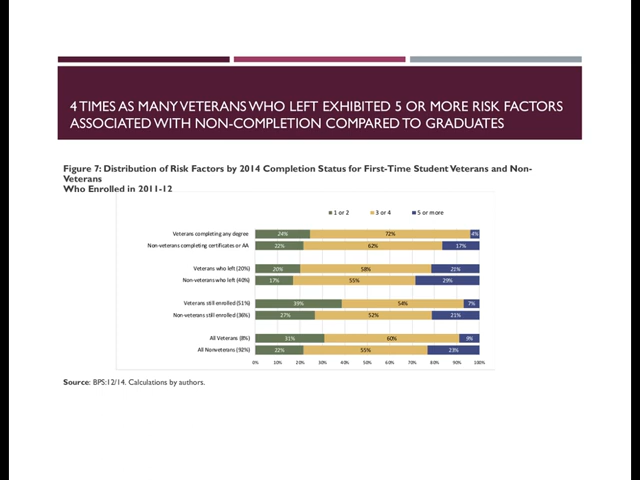 4 TIMES AS MANY VETERANS WHO LEFT EXHIBITED 5 OR MORE RISK FACTORS
ASSOCIATED WITH NON-COMPLETION COMPARED TO GRADUATES
Figure 7: Distribution of Risk Factors by 2014 Completion Status for First-Time Student Veterans and Non-
Veterans
Who Enrolled in 2011-12
1 or 2 3 or 4 5 or more
Veterans completing any degree 24% 72% 4%
Non-veterans completing certificates or AA 22% 62% 17%
Veterans who left (20%) 20% 58% 21%
Non-veterans who left (40%) 17% 55% 29%
Veterans still enrolled (51%) 39% 54% 7%
Non-veterans still enrolled (36%) 27% 52% 21%
All Veterans (8%) 31% 60% 9%
All Nonveterans (92%) 22% 55% 23%
0% 10% 20% 30% 40% 50% 60% 70% 80% 90% 100%
Source: BPS:12/14. Calculations by authors.